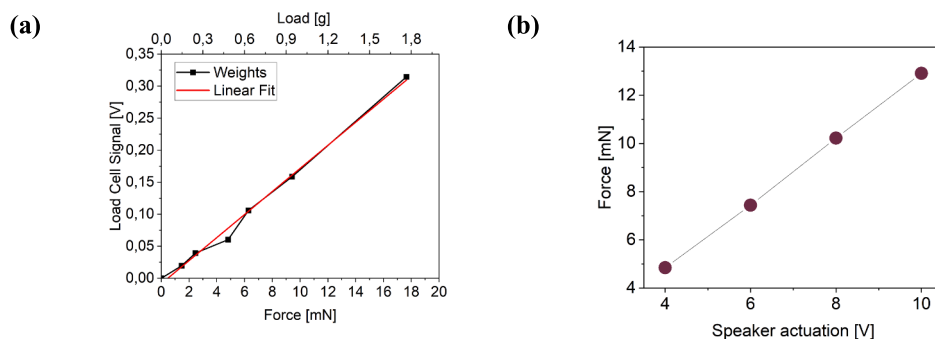 (a)
Load [g]
0,0 0,3 0,6 0,9 1,2 1,5 1,8
0,35
0,30
0,25
0,20
0,15
0,10
0,05
0,00
Load Cell Signal [V]
Weights
Linear Fit
0 2 4 6 8 10 12 14 16 18 20
Force [mN]
(b)
14
12
10
8
6
4
Force [mN]
4 6 8 10
Speaker actuation [V]